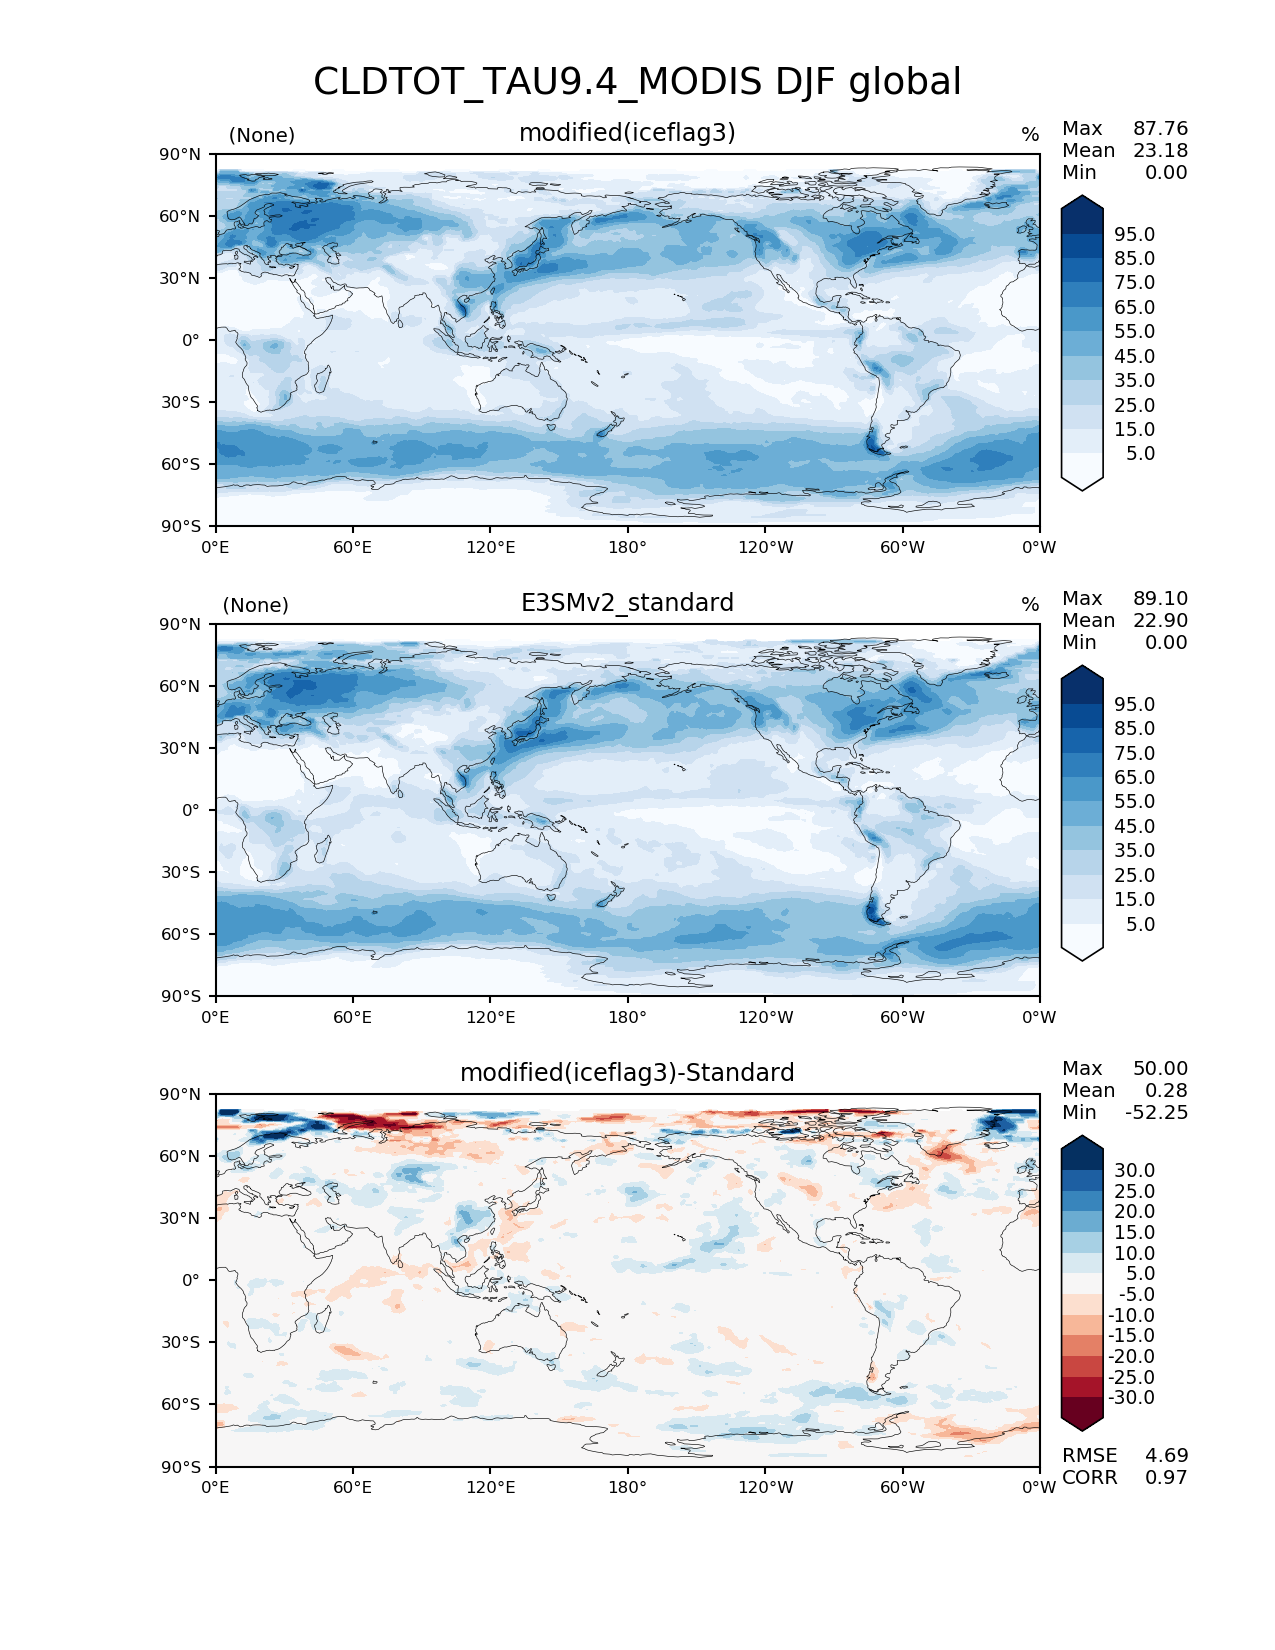 CLDTOT_TAU9.4_MODIS DJF global
(None) modified(iceflag3) %
Max 87.76
Mean 23.18
Min 0.00
90°N
60°N
30°N
0°
30°S
60°S
90°S
0°E 60°E 120°E 180° 120°W 60°W 0°W
95.0
85.0
75.0
65.0
55.0
45.0
35.0
25.0
15.0
5.0
(None) E3SMv2_standard %
Max 89.10
Mean 22.90
Min 0.00
90°N
60°N
30°N
0°
30°S
60°S
90°S
0°E 60°E 120°E 180° 120°W 60°W 0°W
95.0
85.0
75.0
65.0
55.0
45.0
35.0
25.0
15.0
5.0
modified(iceflag3)-Standard
Max 50.00
Mean 0.28
Min -52.25
90°N
60°N
30°N
0°
30°S
60°S
90°S
0°E 60°E 120°E 180° 120°W 60°W 0°W
30.0
25.0
20.0
15.0
10.0
5.0
-5.0
-10.0
-15.0
-20.0
-25.0
-30.0
RMSE 4.69
CORR 0.97